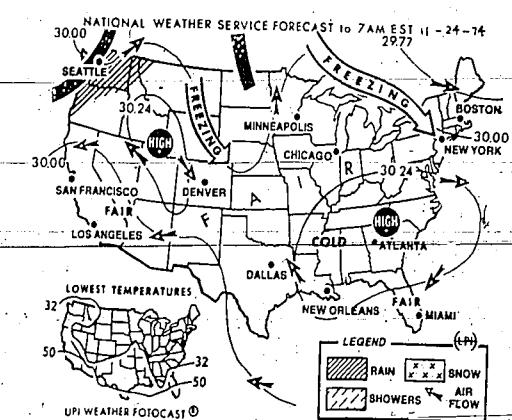 NATIONAL WEATHER SERVICE FORECAST to 7AM EST 11 - 24 - 74
30.00
29.77
SEATTLE
FREEZING
FREEZING
30.24
BOSTON
MINNEAPOLIS
HIGH
30.00
NEW YORK
CHICAGO
30.00
30.24
SAN FRANCISCO
DENVER
FAIR
FAIR
HIGH
LOS ANGELES
COLD
ATLANTA
DALLAS
LOWEST TEMPERATURES
32
FAIR
NEW ORLEANS
MIAMI
50
32
50
LEGEND
UPI
RAIN
SNOW
SHOWERS
AIR
FLOW
UPI WEATHER FOTOCAST ®